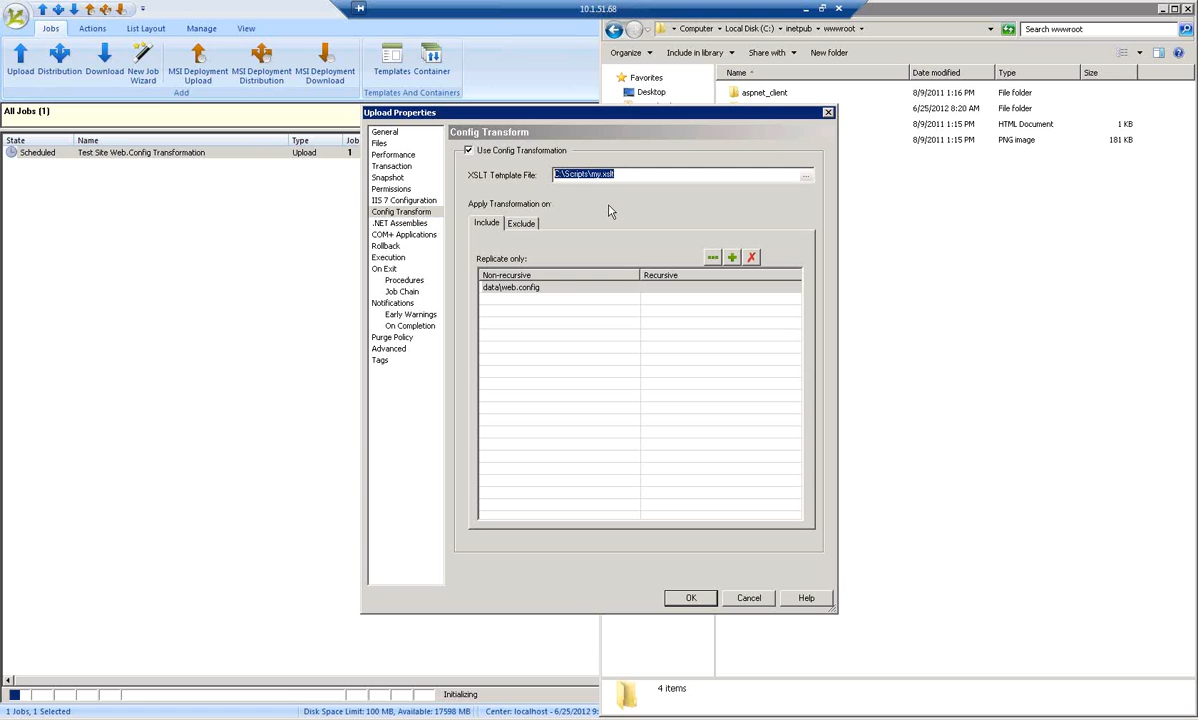 10.1.51.68
Jobs Actions List Layout Manage View
Upload Distribution Download New Job Wizard MSI Deployment Upload MSI Deployment Distribution MSI Deployment Download Templates Container
Add Templates And Containers
All Jobs (1)
State Name Type Job
Scheduled Test Site Web.Config Transformation Upload 1
Computer Local Disk (C:) inetpub wwwroot
Search wwwroot
Organize Include in library Share with New folder
Favorites
Desktop
Name Date modified Type Size
aspnet_client 8/9/2011 1:16 PM File folder
6/25/2012 8:20 AM File folder
8/9/2011 1:15 PM HTML Document 1 KB
8/9/2011 1:15 PM PNG image 181 KB
Upload Properties
General
Files
Performance
Transaction
Snapshot
Permissions
IIS 7 Configuration
Config Transform
.NET Assemblies
COM+ Applications
Rollback
Execution
On Exit
Procedures
Job Chain
Notifications
Early Warnings
On Completion
Purge Policy
Advanced
Tags
Config Transform
Use Config Transformation
XSLT Template File: C:\Scripts\my.xslt ...
Apply Transformation on:
Include Exclude
Replicate only:
Non-recursive Recursive
data\web.config
OK Cancel Help
Initializing
4 items
1 Jobs, 1 Selected
Disk Space Limit: 100 MB, Available: 17598 MB
Center: localhost - 6/25/2012 9: